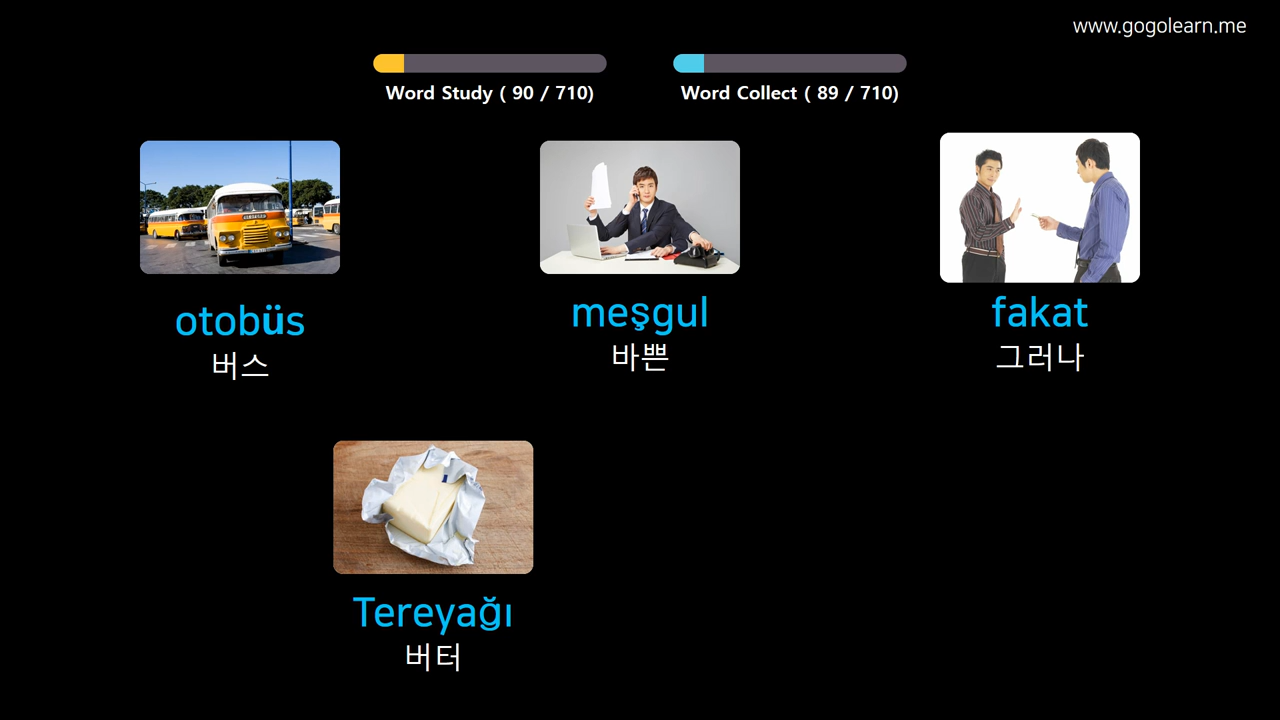 www.gogolearn.me
Word Study ( 90 / 710)
Word Collect ( 89 / 710)
otobüs
버스
meşgul
바쁜
fakat
그러나
Tereyağı
버터